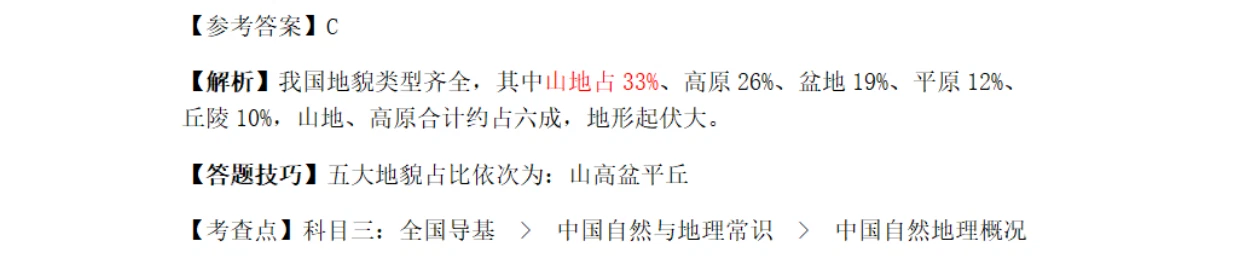 【参考答案】C
【解析】我国地貌类型齐全，其中山地占 33%、高原 26%、盆地 19%、平原 12%、
丘陵 10%，山地、高原合计约占六成，地形起伏大。
【答题技巧】五大地貌占比依次为：山高盆平丘
【考查点】科目三：全国导基 > 中国自然与地理常识 > 中国自然地理概况